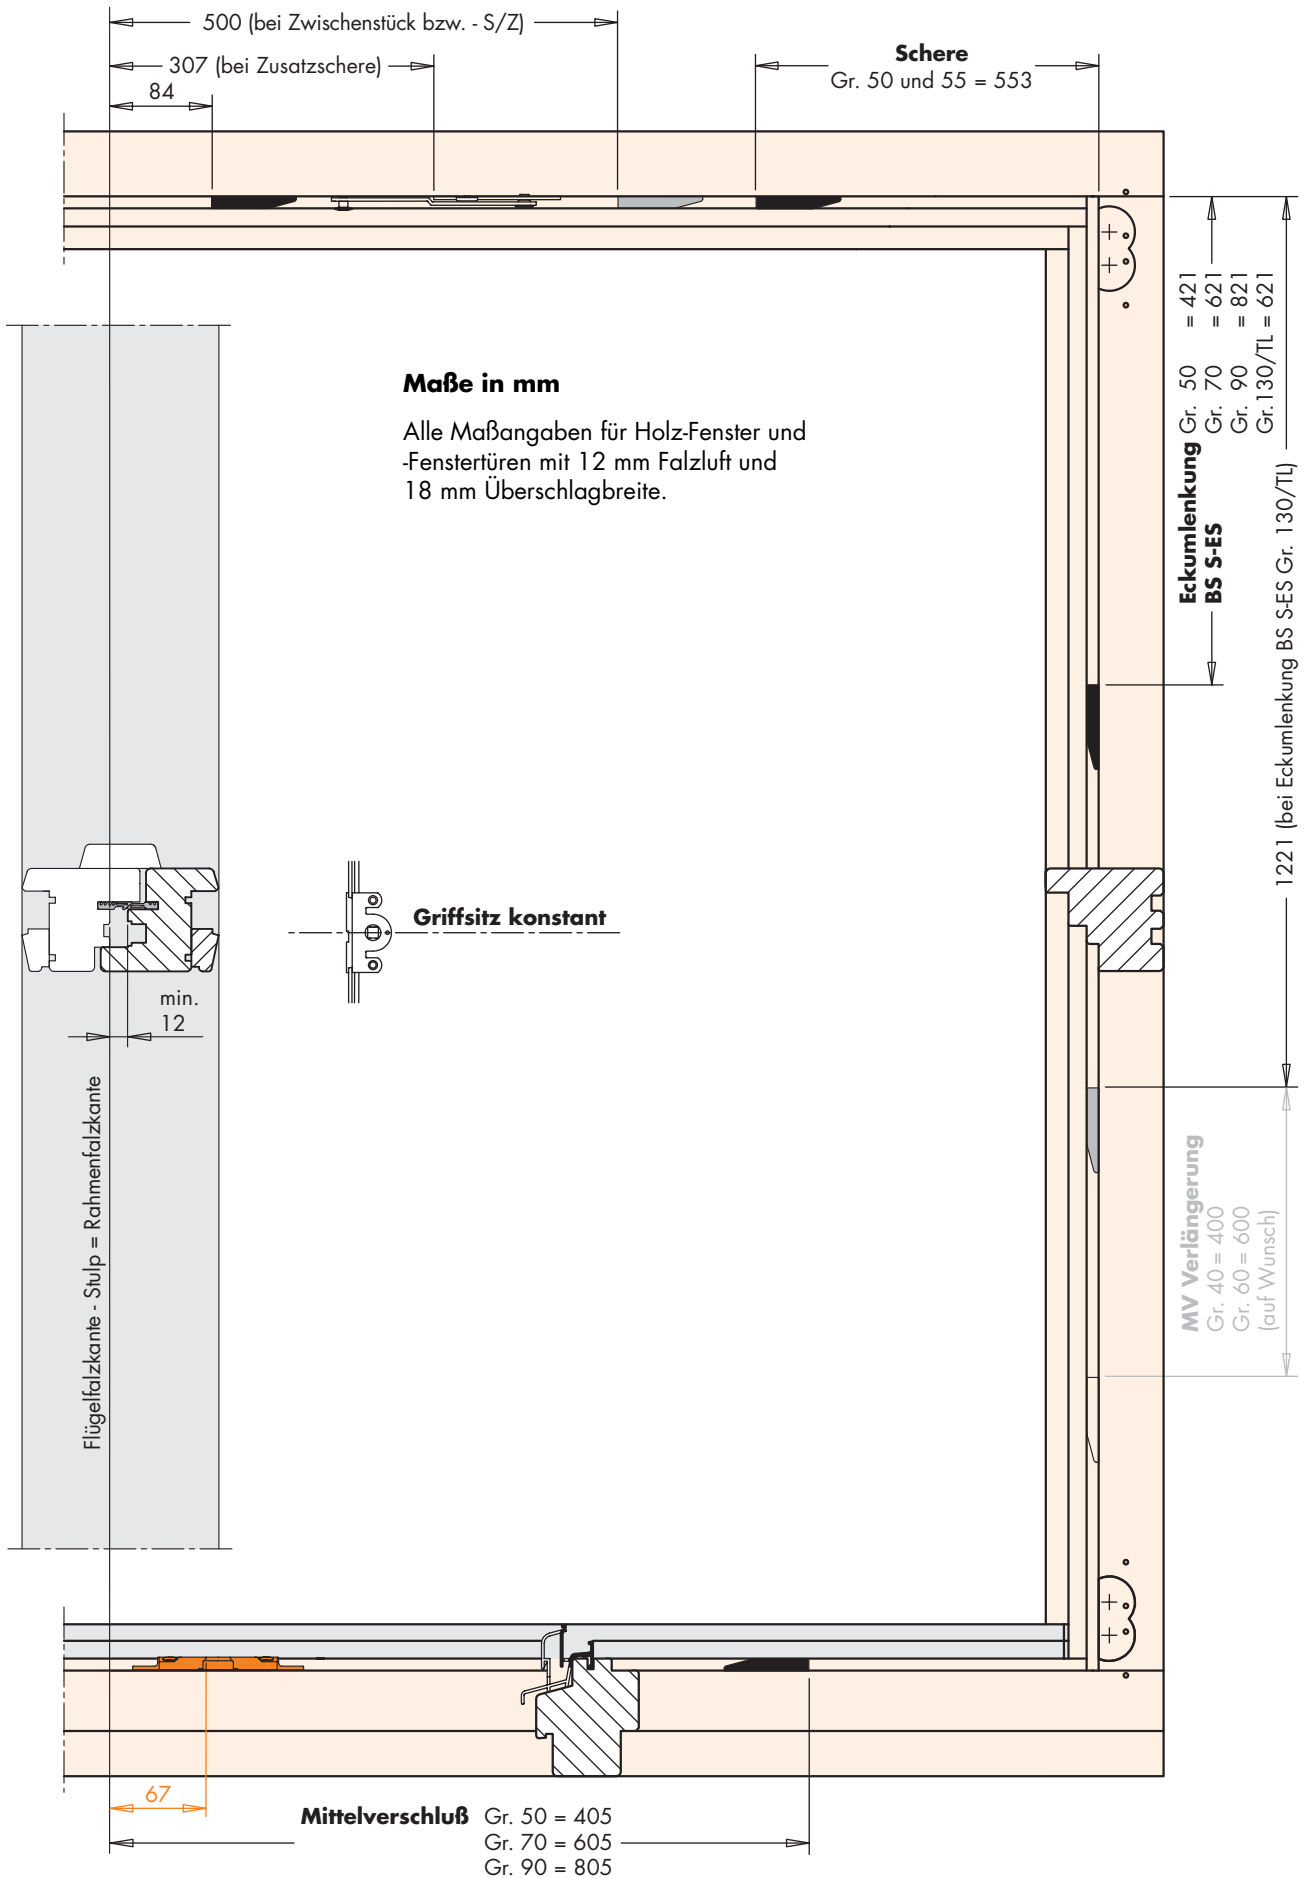 500 (bei Zwischenstück bzw. - S/Z)
307 (bei Zusatzschere)
84
Schere
Gr. 50 und 55 = 553
Maße in mm
Alle Maßangaben für Holz-Fenster und
-Fenstertüren mit 12 mm Falzluft und
18 mm Überschlagbreite.
Eckumlenkung
BS S-ES
Gr. 50 = 421
Gr. 70 = 621
Gr. 90 = 821
Gr.130/TL = 621
1221 (bei Eckumlenkung BS S-ES Gr. 130/TL)
Griffsitz konstant
min.
12
Flügelfalzkante - Stulp = Rahmenfalzkante
MV Verlängerung
Gr. 40 = 400
Gr. 60 = 600
(auf Wunsch)
67
Mittelverschluß Gr. 50 = 405
Gr. 70 = 605
Gr. 90 = 805